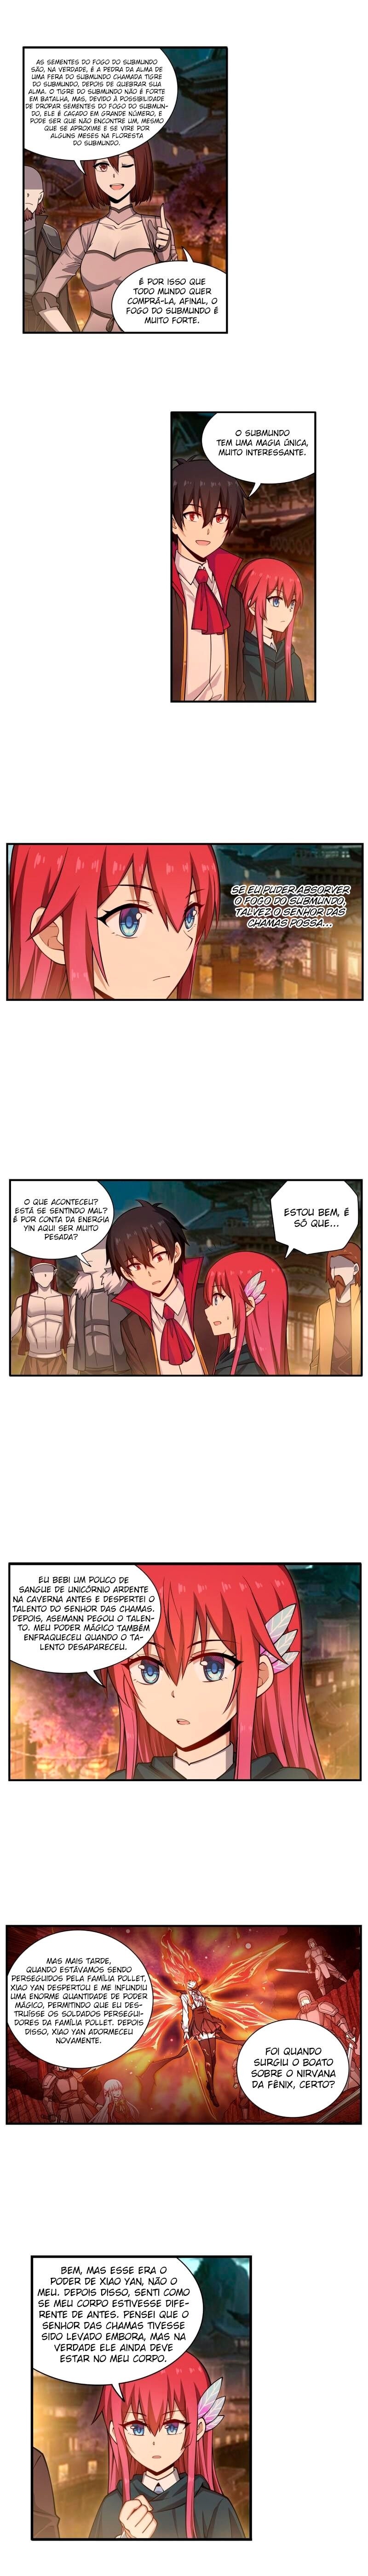 AS SEMENTES DO FOGO DO SUBMUNDO
SÃO, NA VERDADE, É A PEDRA DA ALMA DE
UMA FERA DO SUBMUNDO CHAMADA TIGRE
DO SUBMUNDO, DEPOIS DE QUEBRAR SUA
ALMA. O TIGRE DO SUBMUNDO NÃO É FORTE
EM BATALHA, MAS, DEVIDO À POSSIBILIDADE
DE DROPAR SEMENTES DO FOGO DO SUBMUN-
DO, ELE É CAÇADO EM GRANDE NÚMERO, E
PODE SER QUE NÃO ENCONTRE UM, MESMO
QUE SE APROXIME E SE VIRE POR
ALGUNS MESES NA FLORESTA
DO SUBMUNDO.
É POR ISSO QUE
TODO MUNDO QUER
COMPRÁ-LA, AFINAL, O
FOGO DO SUBMUNDO É
MUITO FORTE.
O SUBMUNDO
TEM UMA MAGIA ÚNICA,
MUITO INTERESSANTE.
SE EU PUDER ABSORVER
O FOGO DO SUBMUNDO,
TALVEZ O SENHOR DAS
CHAMAS POSSA...
O QUE ACONTECEU?
ESTÁ SE SENTINDO MAL?
É POR CONTA DA ENERGIA
YIN AQUI SER MUITO
PESADA?
ESTOU BEM, É
SÓ QUE...
EU BEBI UM POUCO DE
SANGUE DE UNICÓRNIO ARDENTE
NA CAVERNA ANTES E DESPERTEI O
TALENTO DO SENHOR DAS CHAMAS.
DEPOIS, ASEMANN PEGOU O TALEN-
TO. MEU PODER MÁGICO TAMBÉM
ENFRAQUECEU QUANDO O TA-
LENTO DESAPARECEU.
MAS MAIS TARDE,
QUANDO ESTÁVAMOS SENDO
PERSEGUIDOS PELA FAMÍLIA POLLET,
XIAO YAN DESPERTOU E ME INFUNDIU
UMA ENORME QUANTIDADE DE PODER
MÁGICO, PERMITINDO QUE EU DES-
TRUÍSSE OS SOLDADOS PERSEGUI-
DORES DA FAMÍLIA POLLET. DEPOIS
DISSO, XIAO YAN ADORMECEU
NOVAMENTE.
FOI QUANDO
SURGIU O BOATO
SOBRE O NIRVANA
DA FÊNIX, CERTO?
BEM, MAS ESSE ERA O
PODER DE XIAO YAN, NÃO O
MEU. DEPOIS DISSO, SENTI COMO
SE MEU CORPO ESTIVESSE DIFE-
RENTE DE ANTES. PENSEI QUE O
SENHOR DAS CHAMAS TIVESSE
SIDO LEVADO EMBORA, MAS NA
VERDADE ELE AINDA DEVE
ESTAR NO MEU CORPO.